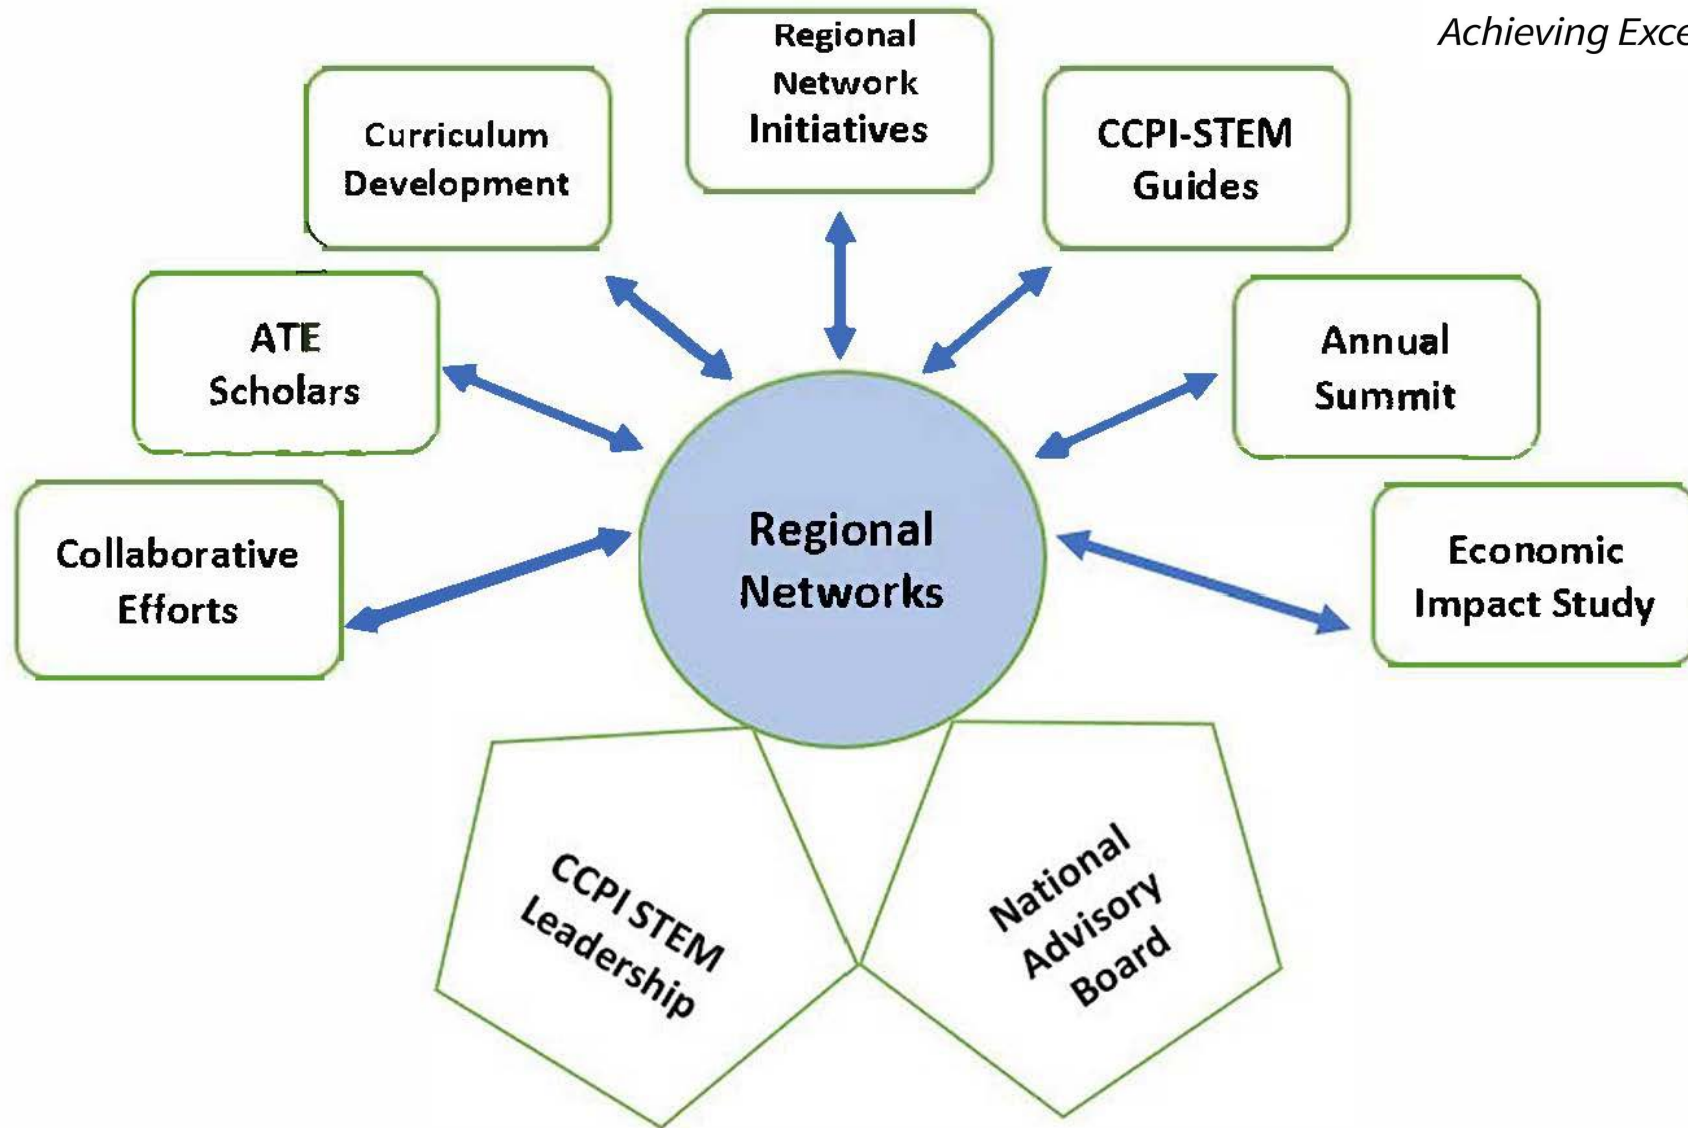 Achieving Exce
Regional
Network
Initiatives
Curriculum
Development
CCPI-STEM
Guides
ATE
Scholars
Annual
Summit
Collaborative
Efforts
Regional
Networks
Economic
Impact Study
CCPI STEM
Leadership
National
Advisory
Board